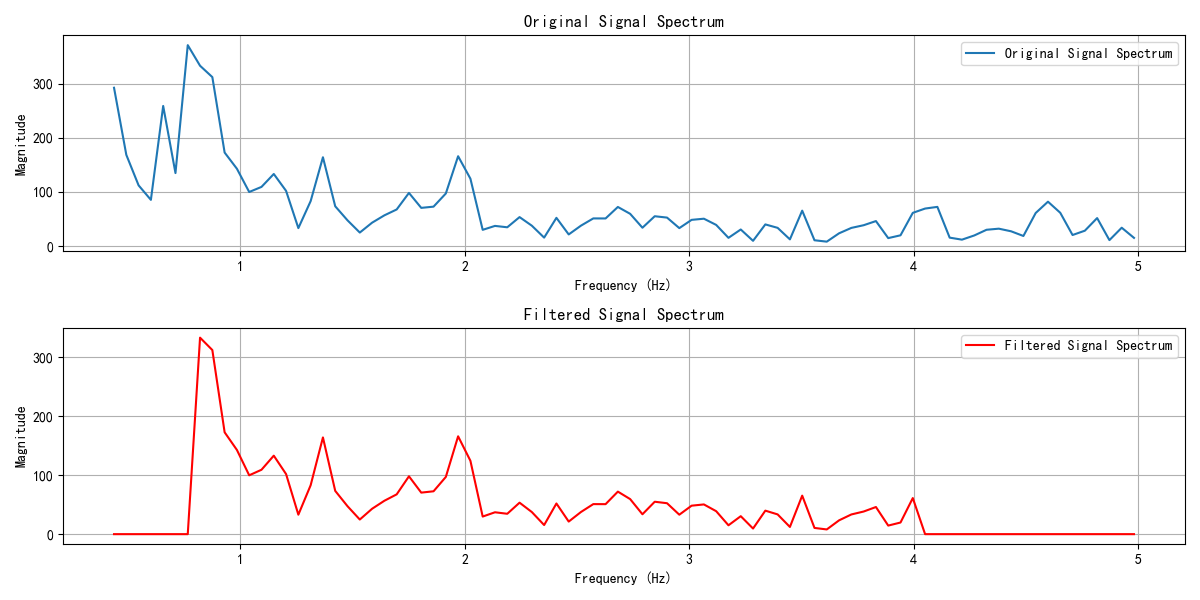 Original Signal Spectrum
Original Signal Spectrum
300
200
100
0
Magnitude
1 2 3 4 5
Frequency (Hz)
Filtered Signal Spectrum
Filtered Signal Spectrum
300
200
100
0
Magnitude
1 2 3 4 5
Frequency (Hz)